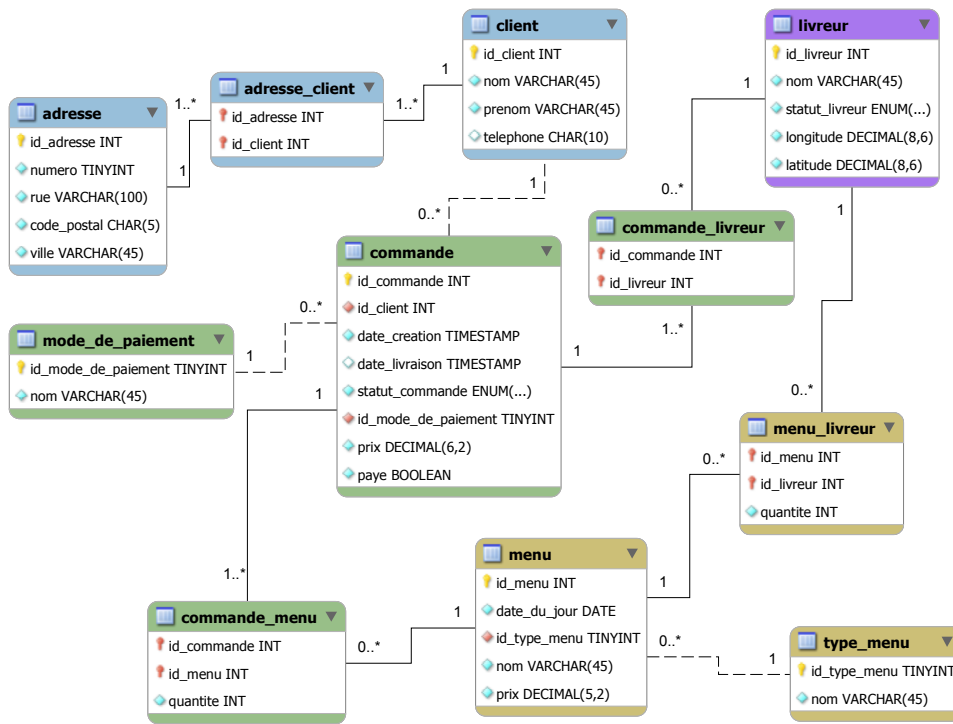 client
id_client INT
nom VARCHAR(45)
prenom VARCHAR(45)
telephone CHAR(10)
livreur
id_livreur INT
nom VARCHAR(45)
statut_livreur ENUM(...)
longitude DECIMAL(8,6)
latitude DECIMAL(8,6)
adresse_client
id_adresse INT
id_client INT
adresse
id_adresse INT
numero TINYINT
rue VARCHAR(100)
code_postal CHAR(5)
ville VARCHAR(45)
1
1..*
1..*
1
1
0..*
1
0..*
commande_livreur
id_commande INT
id_livreur INT
commande
id_commande INT
id_client INT
date_creation TIMESTAMP
date_livraison TIMESTAMP
statut_commande ENUM(...)
id_mode_de_paiement TINYINT
prix DECIMAL(6,2)
paye BOOLEAN
mode_de_paiement
id_mode_de_paiement TINYINT
nom VARCHAR(45)
0..*
1
1
1..*
1
0..*
1
1..*
menu_livreur
id_menu INT
id_livreur INT
quantite INT
0..*
1
menu
id_menu INT
date_du_jour DATE
id_type_menu TINYINT
nom VARCHAR(45)
prix DECIMAL(5,2)
commande_menu
id_commande INT
id_menu INT
quantite INT
0..*
1
0..*
1
type_menu
id_type_menu TINYINT
nom VARCHAR(45)